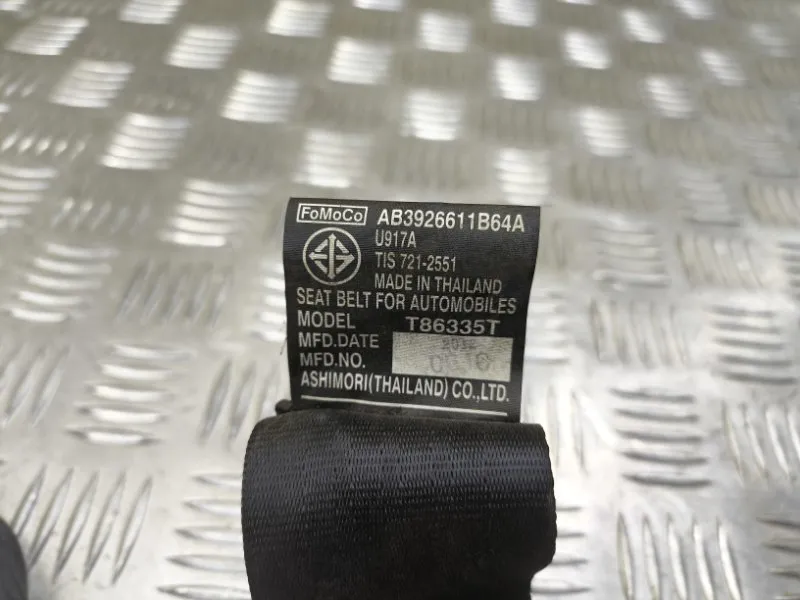 FoMoCo AB3926611B64A
U917A
TIS 721-2551
MADE IN THAILAND
SEAT BELT FOR AUTOMOBILES
MODEL T86335T
MFD.DATE
MFD.NO.
ASHIMORI(THAILAND) CO.,LTD.